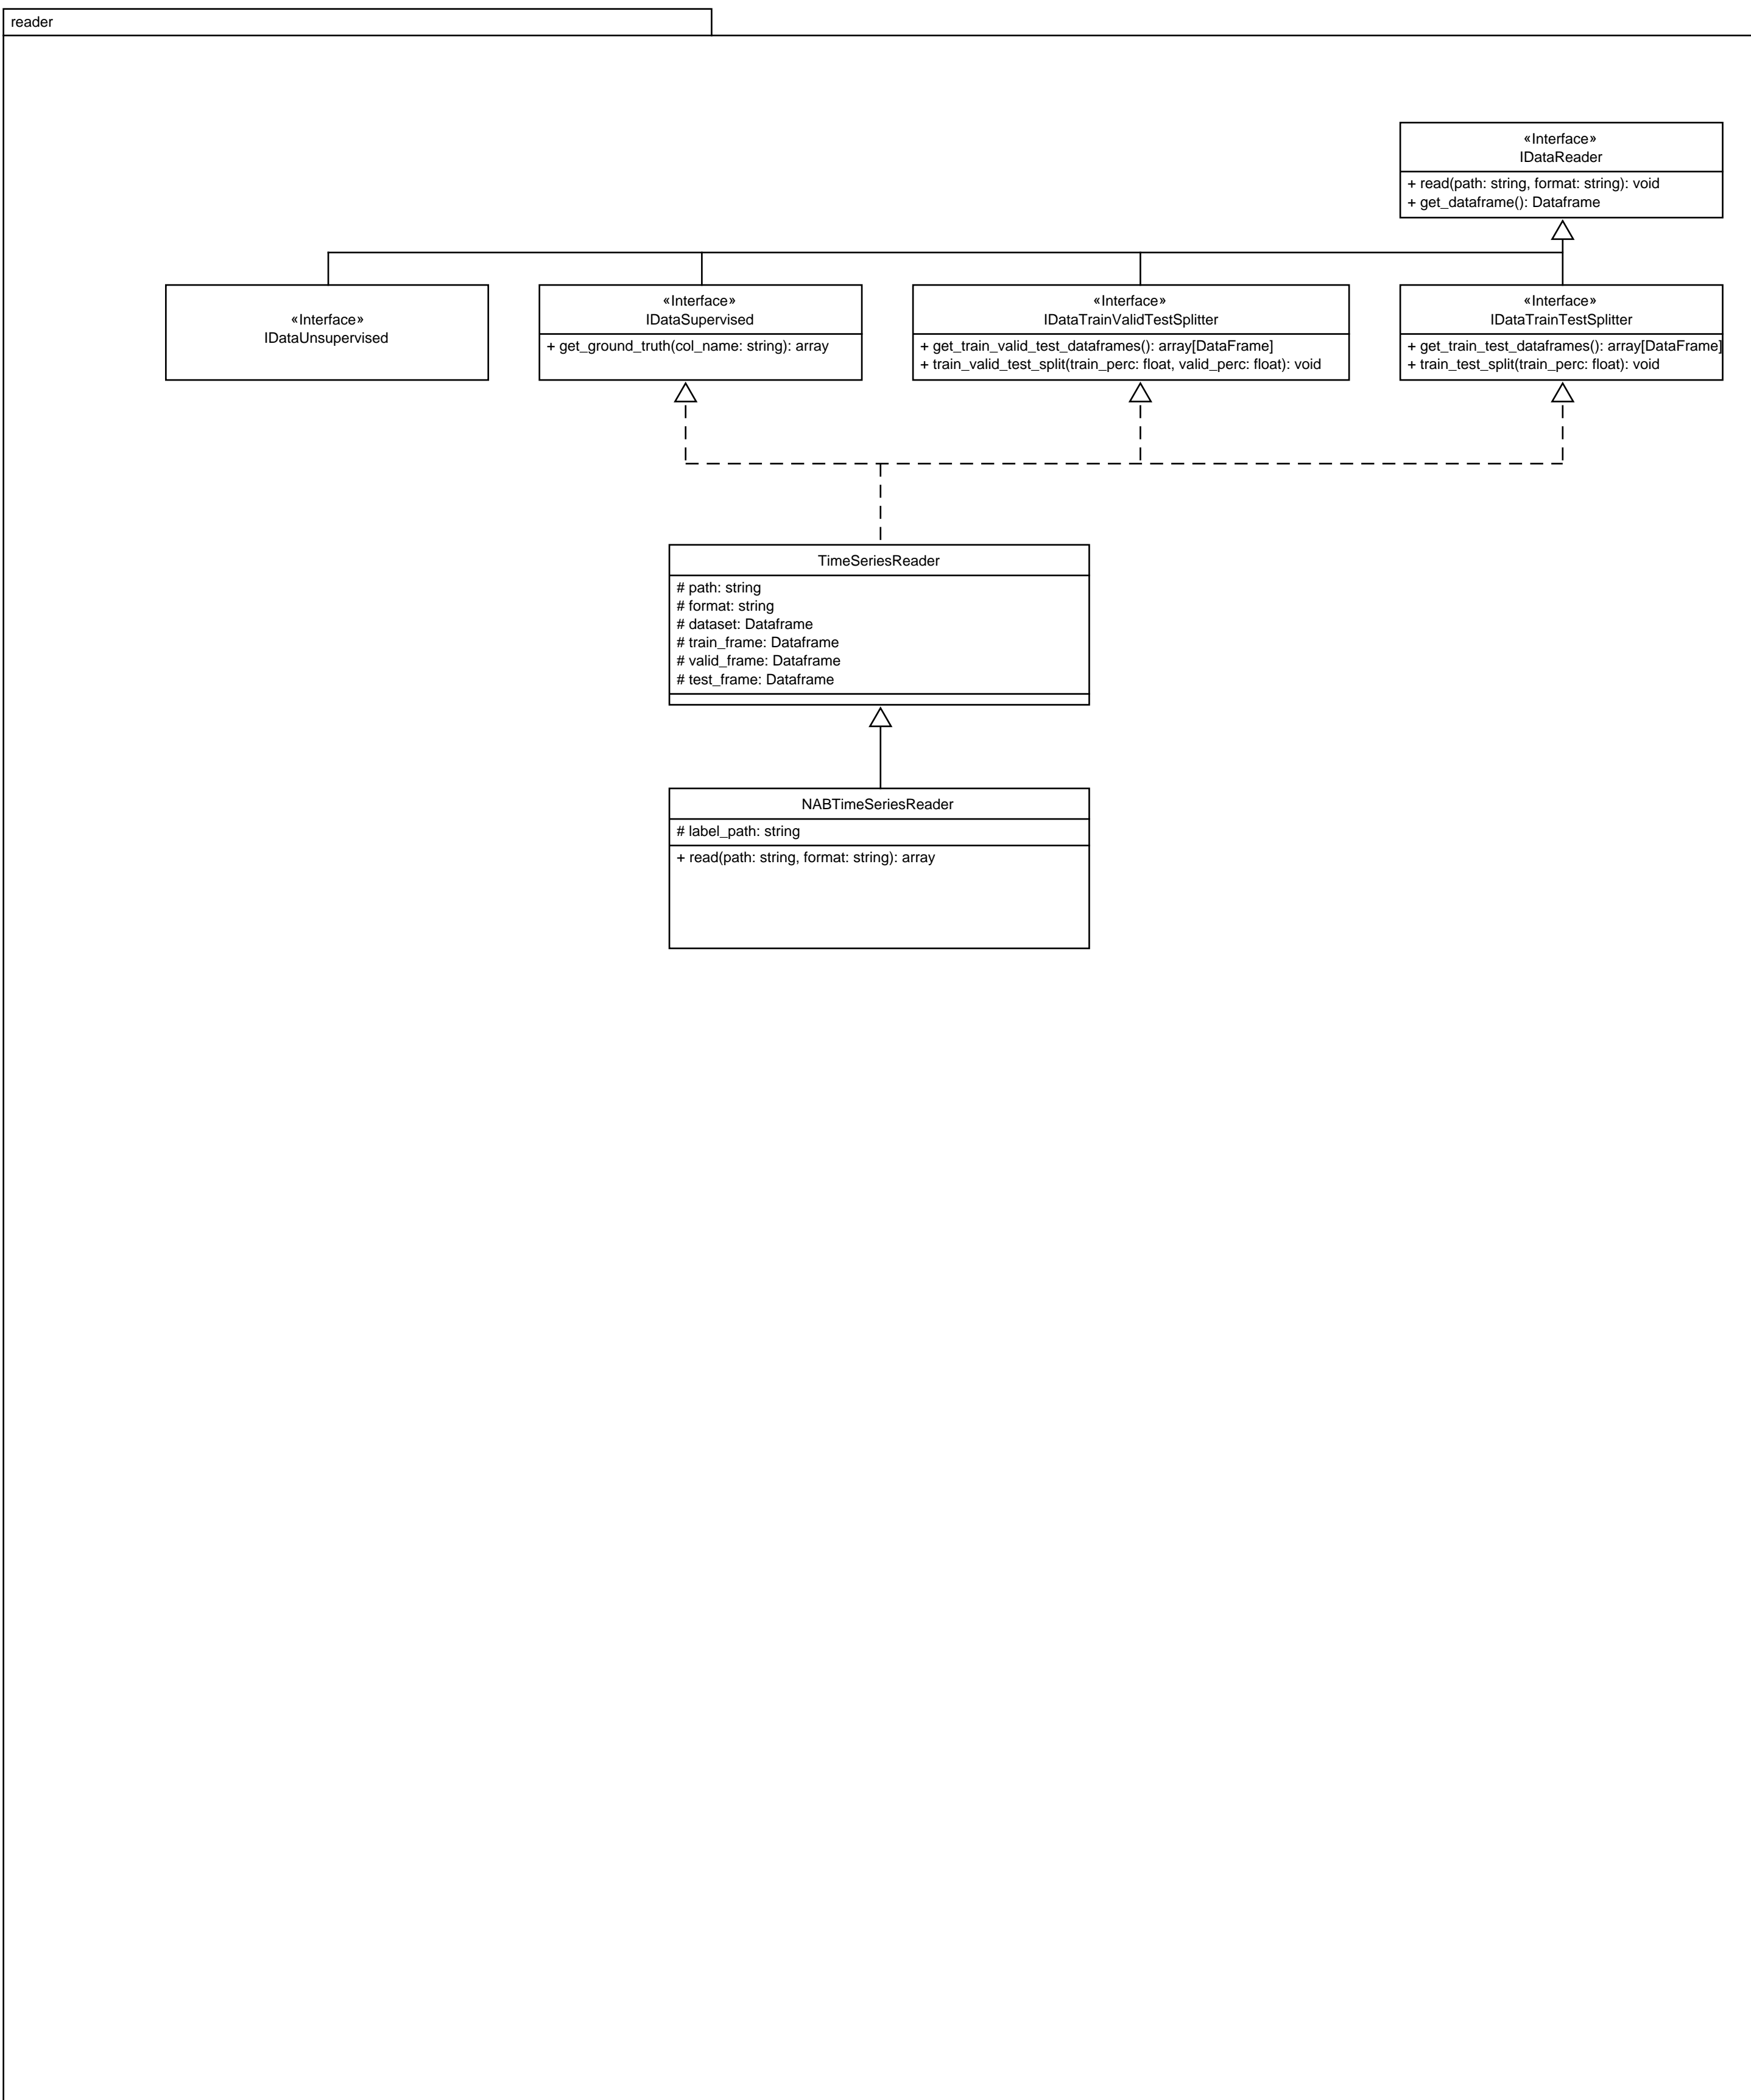 reader
«Interface»
IDataReader
+ read(path: string, format: string): void
+ get_dataframe(): Dataframe
«Interface»
IDataUnsupervised
«Interface»
IDataSupervised
+ get_ground_truth(col_name: string): array
«Interface»
IDataTrainValidTestSplitter
+ get_train_valid_test_dataframes(): array[DataFrame]
+ train_valid_test_split(train_perc: float, valid_perc: float): void
«Interface»
IDataTrainTestSplitter
+ get_train_test_dataframes(): array[DataFrame]
+ train_test_split(train_perc: float): void
TimeSeriesReader
# path: string
# format: string
# dataset: Dataframe
# train_frame: Dataframe
# valid_frame: Dataframe
# test_frame: Dataframe
NABTimeSeriesReader
# label_path: string
+ read(path: string, format: string): array